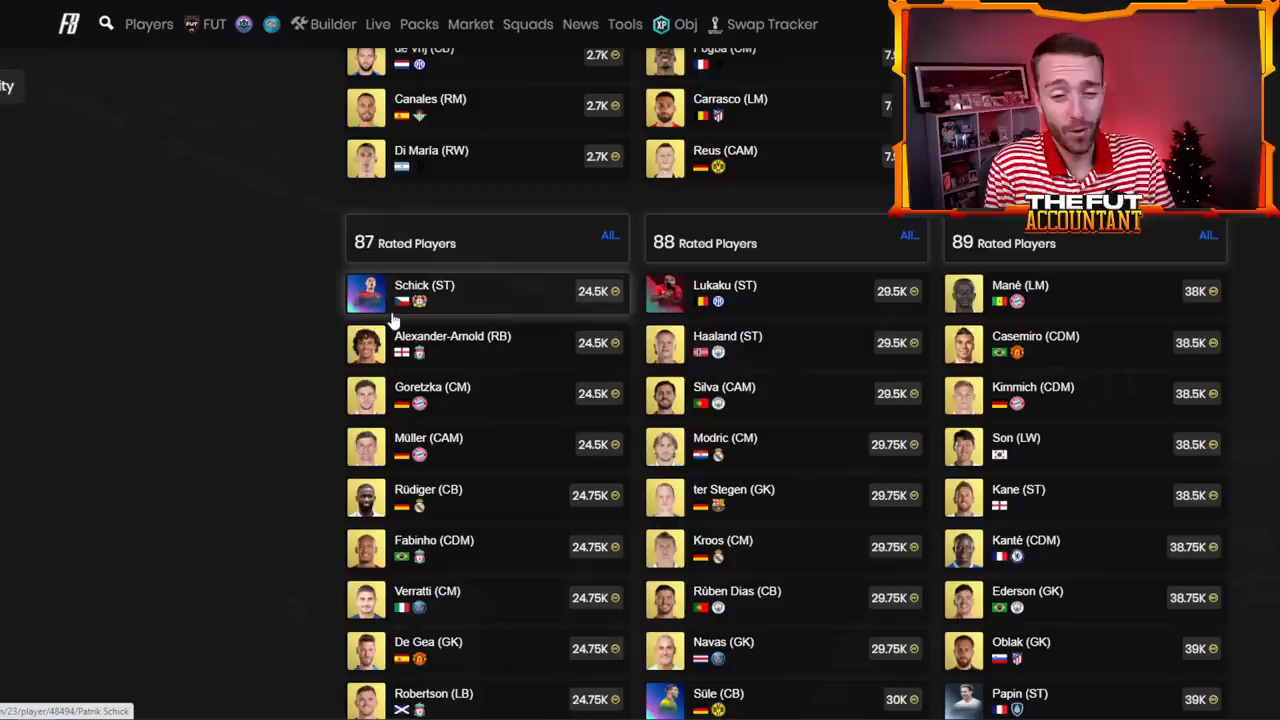 FB Players FUT Builder Live Packs Market Squads News Tools XP Obj Swap Tracker
ity
de Vrij (CB) 2.7K
Pogba (CM)
Canales (RM) 2.7K
Carrasco (LM)
Di María (RW) 2.7K
Reus (CAM)
THE FUT
ACCOUNTANT
87 Rated Players All...
88 Rated Players All...
89 Rated Players All...
Schick (ST) 24.5K
Lukaku (ST) 29.5K
Mané (LM) 38K
Alexander-Arnold (RB) 24.5K
Haaland (ST) 29.5K
Casemiro (CDM) 38.5K
Goretzka (CM) 24.5K
Silva (CAM) 29.5K
Kimmich (CDM) 38.5K
Müller (CAM) 24.5K
Modric (CM) 29.75K
Son (LW) 38.5K
Rüdiger (CB) 24.75K
ter Stegen (GK) 29.75K
Kane (ST) 38.5K
Fabinho (CDM) 24.75K
Kroos (CM) 29.75K
Kanté (CDM) 38.75K
Verratti (CM) 24.75K
Rúben Dias (CB) 29.75K
Ederson (GK) 38.75K
De Gea (GK) 24.75K
Navas (GK) 29.75K
Oblak (GK) 39K
Robertson (LB) 24.75K
Süle (CB) 30K
Papin (ST) 39K
n/23/player/48494/Patrik Schick